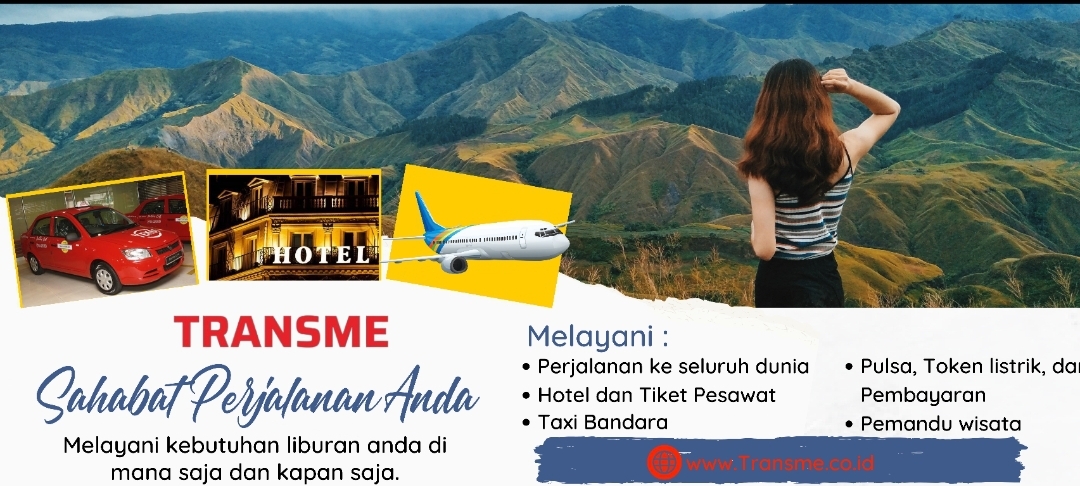 HOTEL
TRANSME
Sahabat Perjalanan Anda
Melayani kebutuhan liburan anda di
mana saja dan kapan saja.
Melayani :
• Perjalanan ke seluruh dunia
• Hotel dan Tiket Pesawat
• Taxi Bandara
• Pulsa, Token listrik, dan
Pembayaran
• Pemandu wisata
www.Transme.co.id